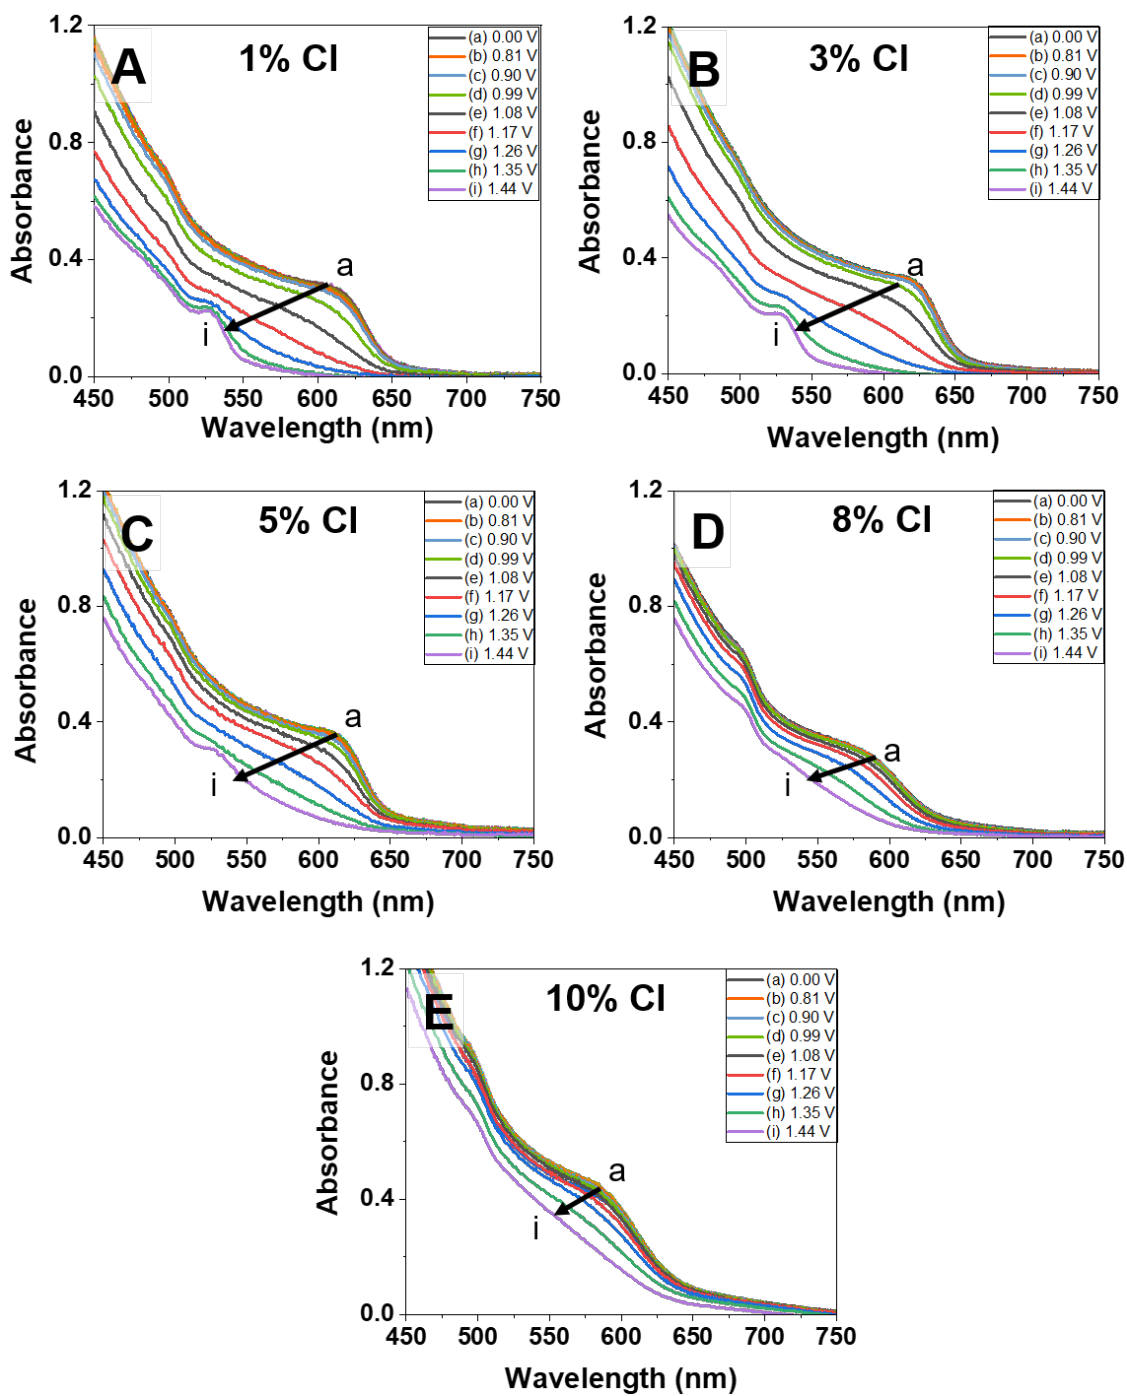 A
1% Cl
(a) 0.00 V
(b) 0.81 V
(c) 0.90 V
(d) 0.99 V
(e) 1.08 V
(f) 1.17 V
(g) 1.26 V
(h) 1.35 V
(i) 1.44 V
a
i
1.2
0.8
0.4
0.0
Absorbance
450 500 550 600 650 700 750
Wavelength (nm)
B
3% Cl
(a) 0.00 V
(b) 0.81 V
(c) 0.90 V
(d) 0.99 V
(e) 1.08 V
(f) 1.17 V
(g) 1.26 V
(h) 1.35 V
(i) 1.44 V
a
i
1.2
0.8
0.4
0.0
Absorbance
450 500 550 600 650 700 750
Wavelength (nm)
C
5% Cl
(a) 0.00 V
(b) 0.81 V
(c) 0.90 V
(d) 0.99 V
(e) 1.08 V
(f) 1.17 V
(g) 1.26 V
(h) 1.35 V
(i) 1.44 V
a
i
1.2
0.8
0.4
0.0
Absorbance
450 500 550 600 650 700 750
Wavelength (nm)
D
8% Cl
(a) 0.00 V
(b) 0.81 V
(c) 0.90 V
(d) 0.99 V
(e) 1.08 V
(f) 1.17 V
(g) 1.26 V
(h) 1.35 V
(i) 1.44 V
a
i
1.2
0.8
0.4
0.0
Absorbance
450 500 550 600 650 700 750
Wavelength (nm)
E
10% Cl
(a) 0.00 V
(b) 0.81 V
(c) 0.90 V
(d) 0.99 V
(e) 1.08 V
(f) 1.17 V
(g) 1.26 V
(h) 1.35 V
(i) 1.44 V
a
i
1.2
0.8
0.4
0.0
Absorbance
450 500 550 600 650 700 750
Wavelength (nm)